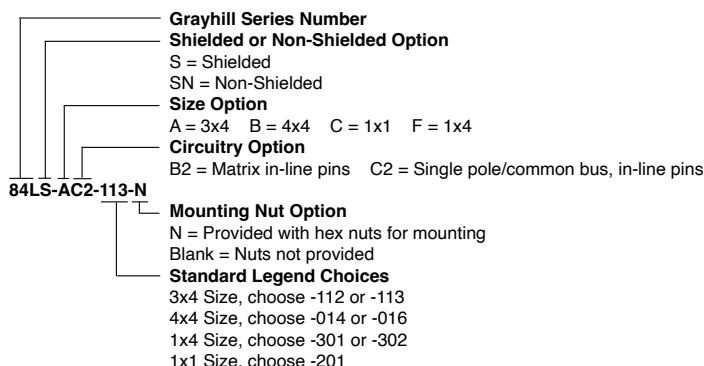 Grayhill Series Number
Shielded or Non-Shielded Option
S = Shielded
SN = Non-Shielded
Size Option
A = 3x4 B = 4x4 C = 1x1 F = 1x4
Circuitry Option
B2 = Matrix in-line pins C2 = Single pole/common bus, in-line pins
84LS-AC2-113-N
Mounting Nut Option
N = Provided with hex nuts for mounting
Blank = Nuts not provided
Standard Legend Choices
3x4 Size, choose -112 or -113
4x4 Size, choose -014 or -016
1x4 Size, choose -301 or -302
1x1 Size, choose -201